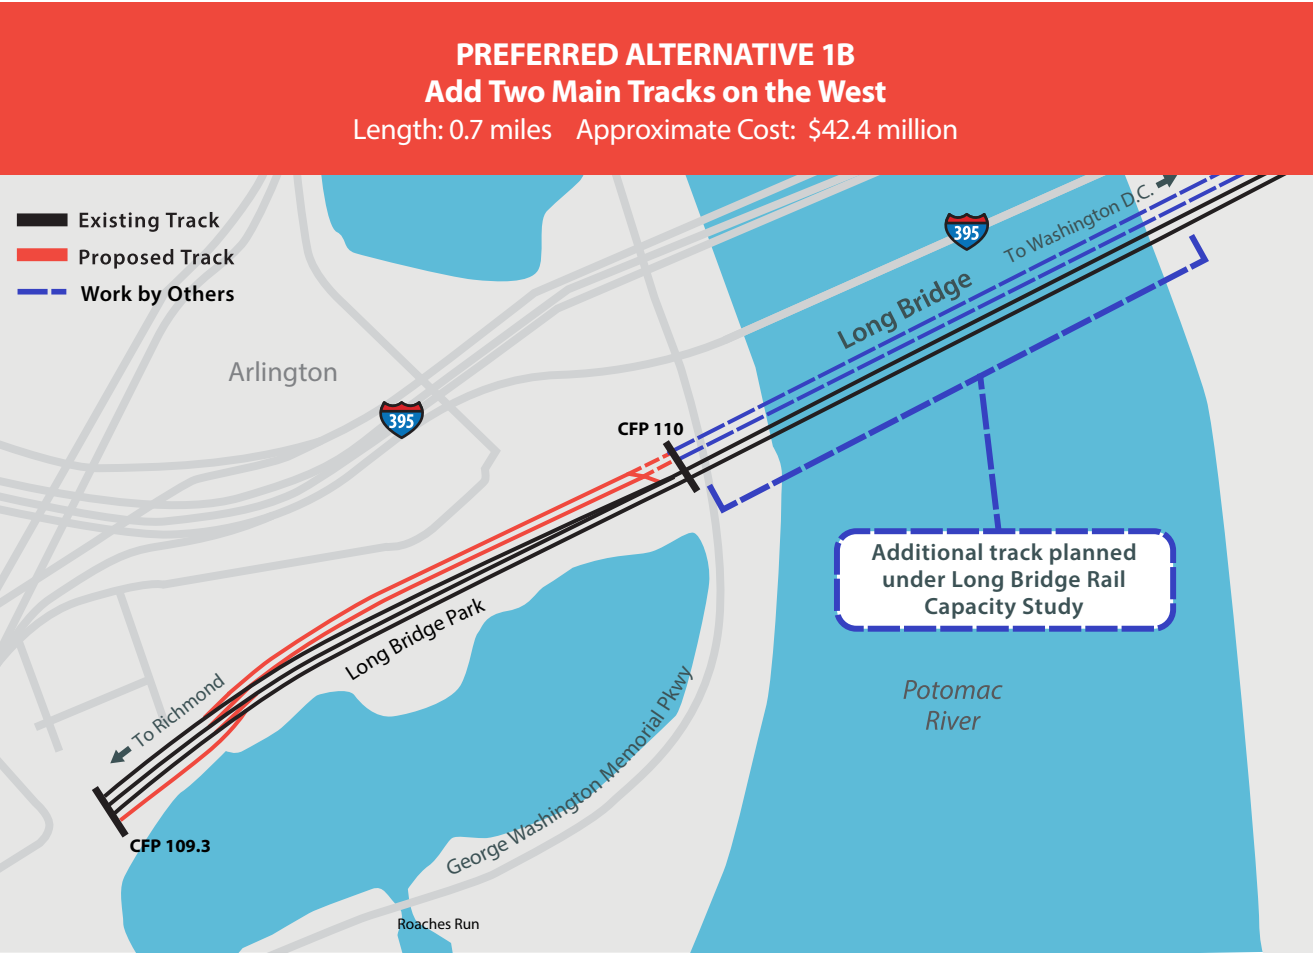 PREFERRED ALTERNATIVE 1B
Add Two Main Tracks on the West
Length: 0.7 miles Approximate Cost: $42.4 million
Existing Track
Proposed Track
Work by Others
To Washington D.C.
395
Long Bridge
Arlington
395
CFP 110
Additional track planned
under Long Bridge Rail
Capacity Study
Long Bridge Park
To Richmond
George Washington Memorial Pkwy
Potomac
River
CFP 109.3
Roaches Run